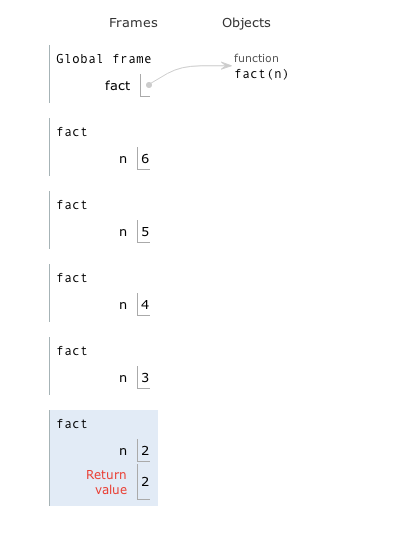 Frames Objects
Global frame
fact
function
fact(n)
fact
n 6
fact
n 5
fact
n 4
fact
n 3
fact
n 2
Return
value 2